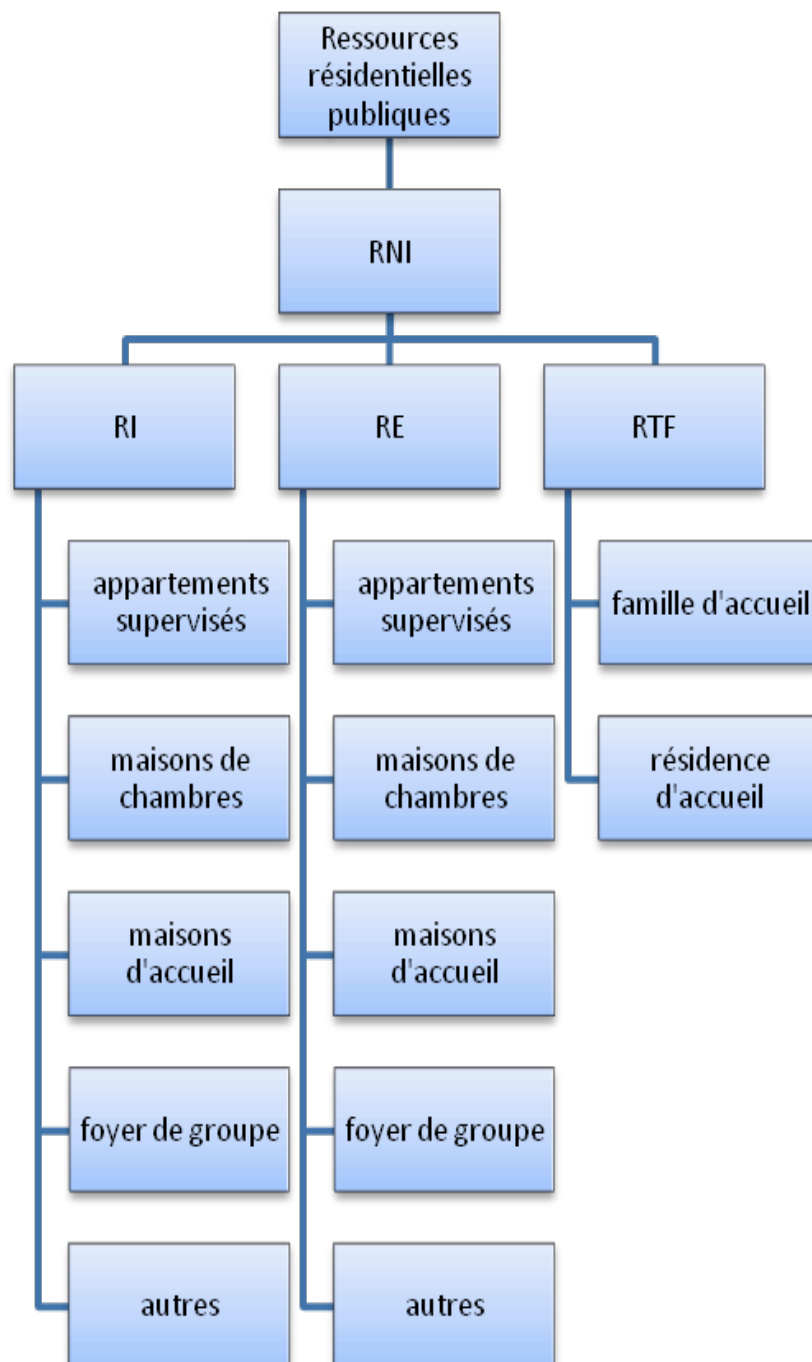 Ressources
résidentielles
publiques
RNI
RI
RE
RTF
appartements
supervisés
maisons de
chambres
maisons
d'accueil
foyer de groupe
autres
appartements
supervisés
maisons de
chambres
maisons
d'accueil
foyer de groupe
autres
famille d'accueil
résidence
d'accueil